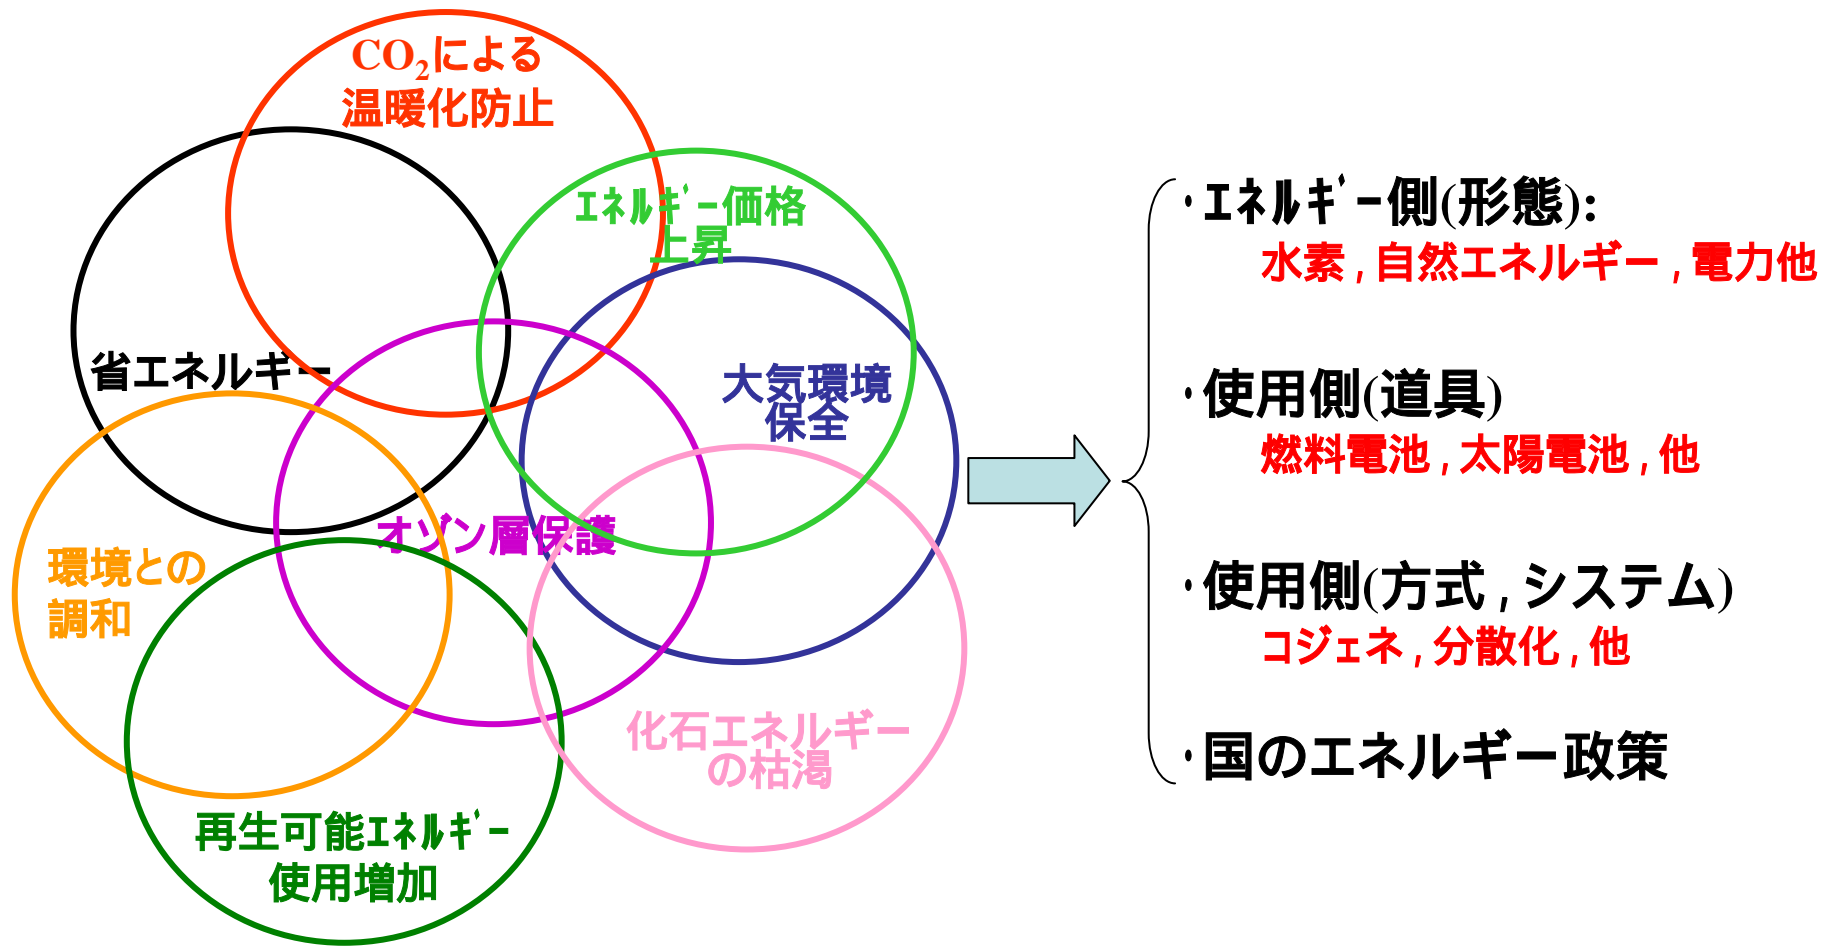 CO₂による
温暖化防止
ｴﾈﾙｷﾞｰ価格
上昇
省エネルギー
大気環境
保全
オゾン層保護
環境との
調和
化石エネルギー
の枯渇
再生可能ｴﾈﾙｷﾞｰ
使用増加
・ｴﾈﾙｷﾞｰ側(形態):
水素,自然エネルギー,電力他
・使用側(道具)
燃料電池,太陽電池,他
・使用側(方式,システム)
コジェネ,分散化,他
・国のエネルギー政策